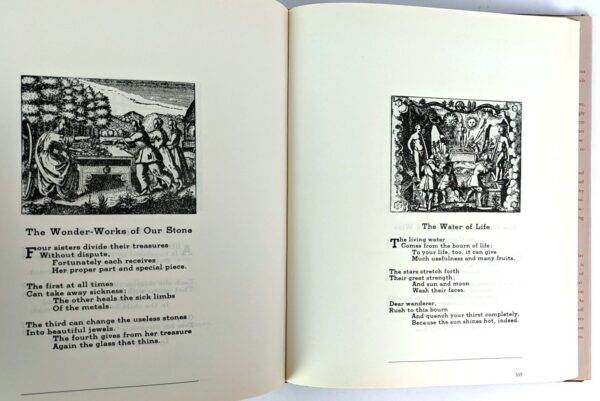 The Wonder-Works of Our Stone
Four sisters divide their treasures
Without dispute,
Fortunately each receives
Her proper part and special piece.
The first at all times
Can take away sickness;
The other heals the sick limbs
Of the metals.
The third can change the useless stones
Into beautiful jewels.
The fourth gives from her treasure
Again the glass that thins.
The Water of Life
The living water
Comes from the bourn of life;
To your life, too, it can give
Much usefulness and many fruits.
The stars stretch forth
Their great strength;
And sun and moon
Wash their faces.
Dear wanderer,
Rush to this bourn
And quench your thirst completely,
Because the sun shines hot, indeed.